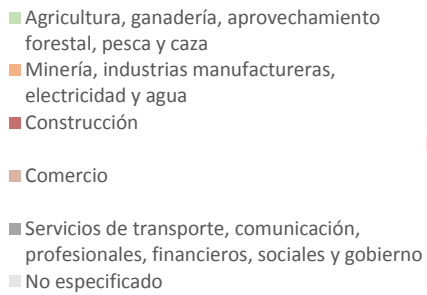 Agricultura, ganadería, aprovechamiento
forestal, pesca y caza
Minería, industrias manufactureras,
electricidad y agua
Construcción
Comercio
Servicios de transporte, comunicación,
profesionales, financieros, sociales y gobierno
No especificado